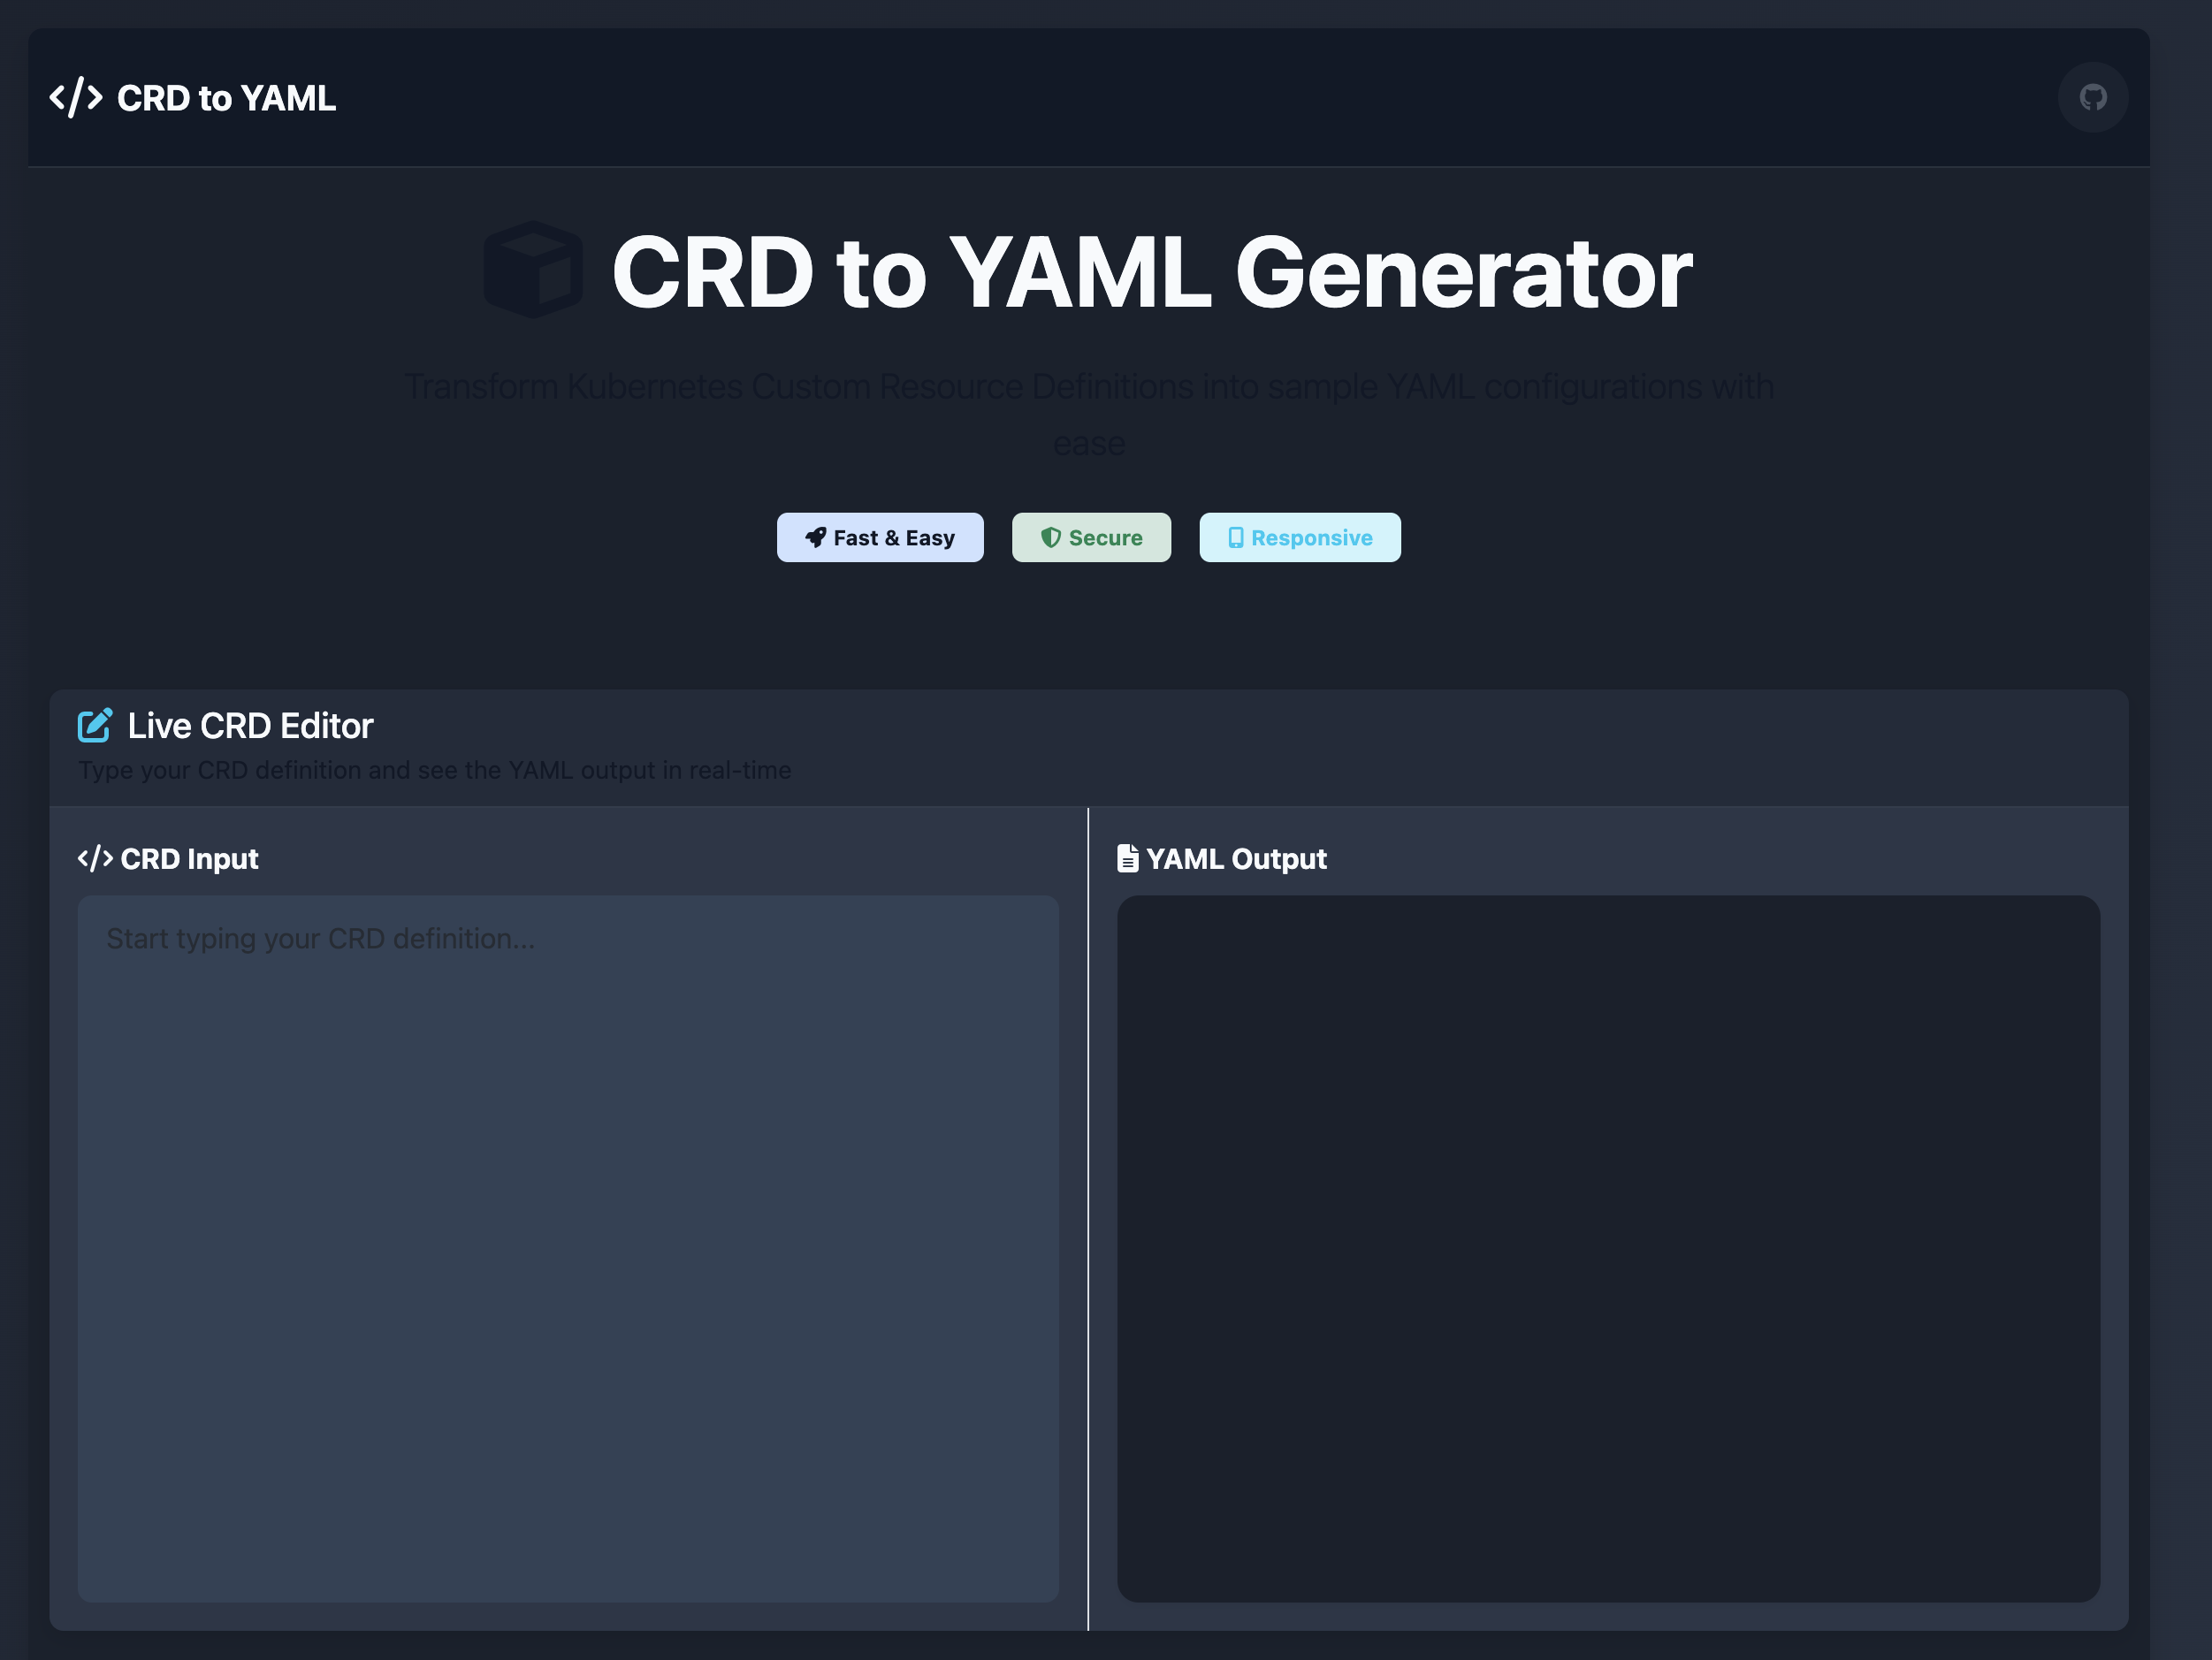 CRD to YAML
CRD to YAML Generator
Transform Kubernetes Custom Resource Definitions into sample YAML configurations with
ease
Fast & Easy
Secure
Responsive
Live CRD Editor
Type your CRD definition and see the YAML output in real-time
CRD Input
YAML Output
Start typing your CRD definition...